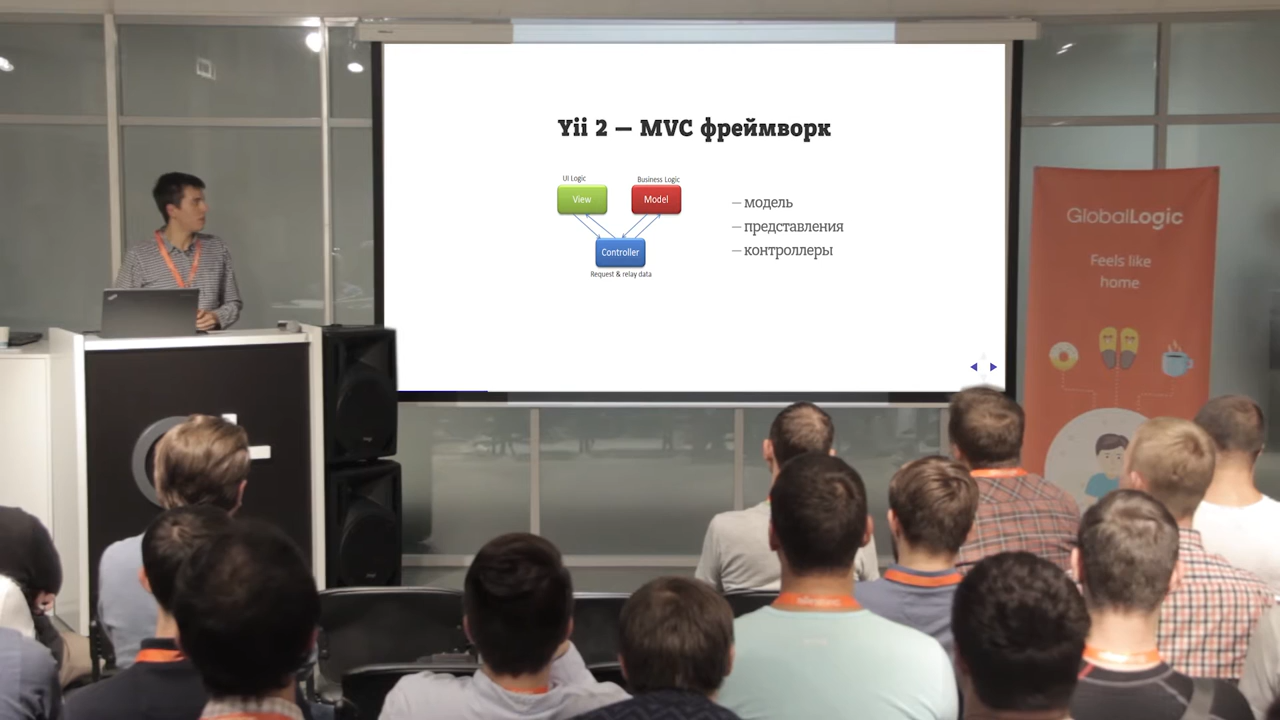 Yii 2 – MVC фреймворк
UI Logic
Business Logic
View
Model
Controller
Request & relay data
– модель
– представления
– контроллеры
GlobalLogic
Feels like
home